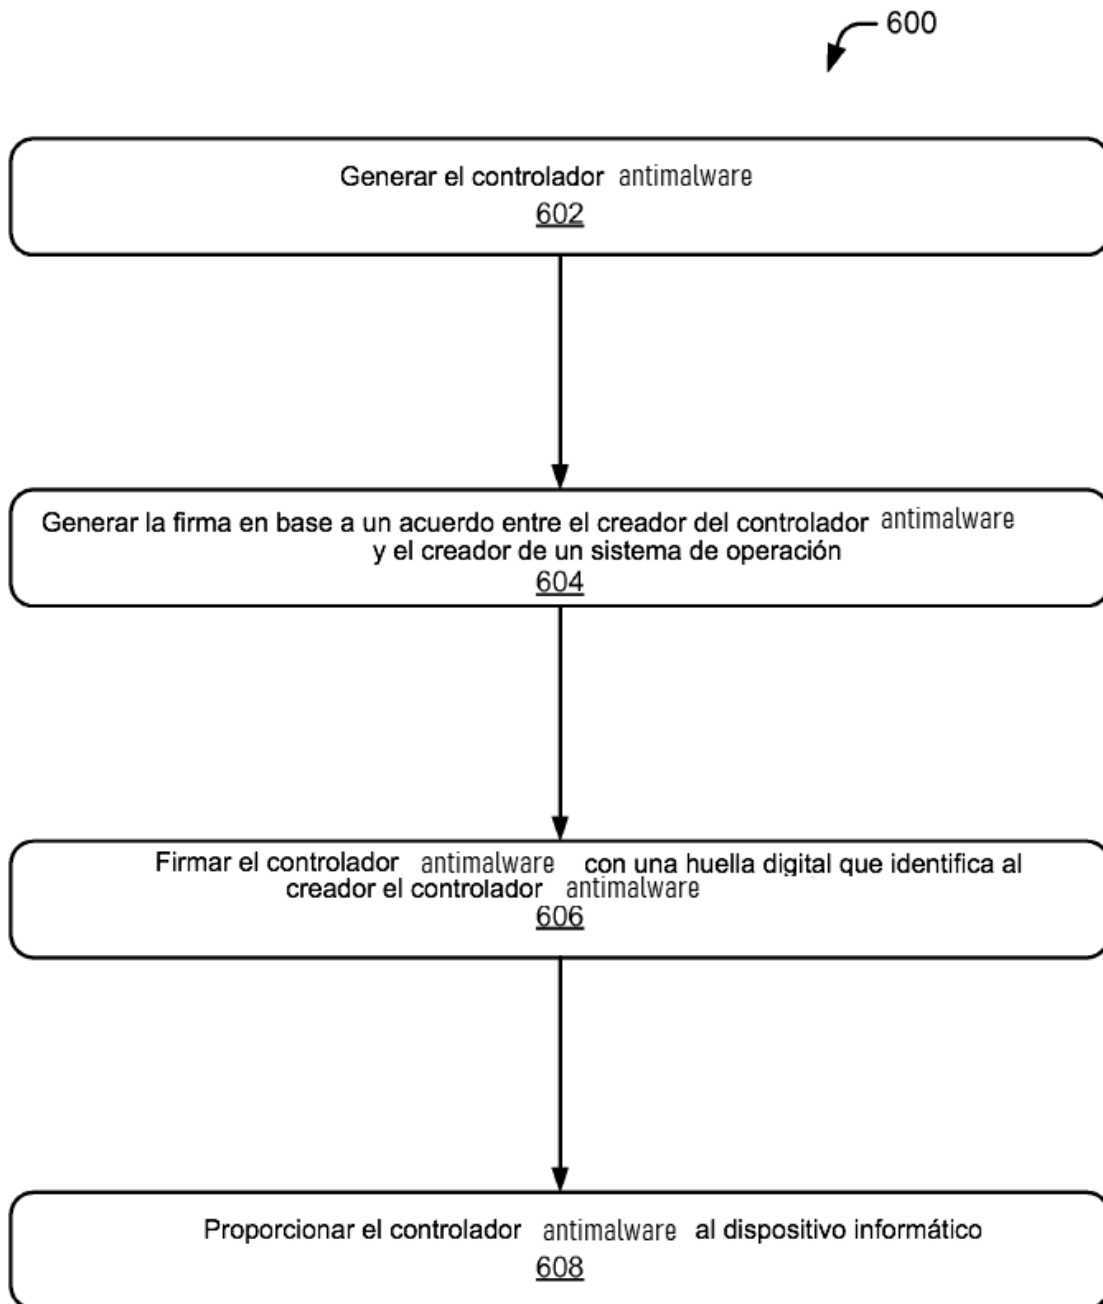 600
Generar el controlador antimalware
602
Generar la firma en base a un acuerdo entre el creador del controlador antimalware
y el creador de un sistema de operación
604
Firmar el controlador antimalware con una huella digital que identifica al
creador el controlador antimalware
606
Proporcionar el controlador antimalware al dispositivo informático
608